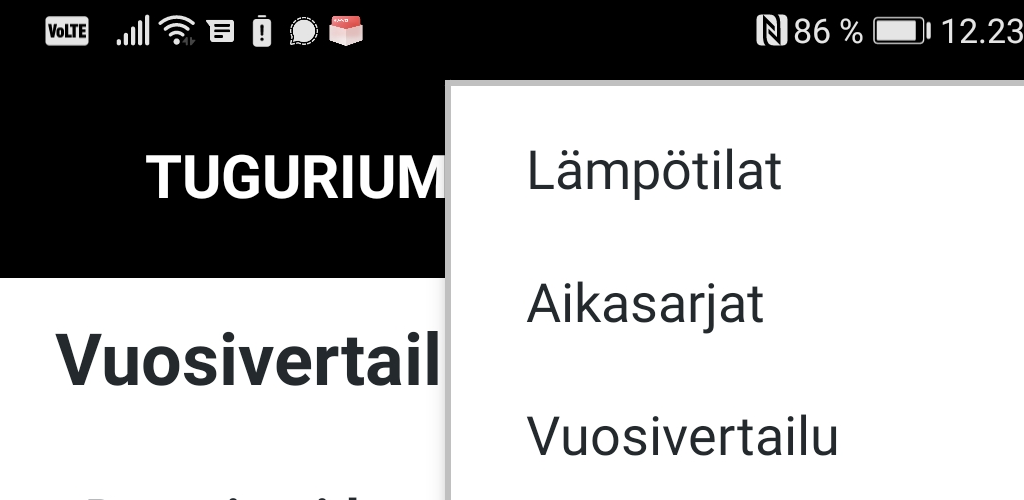 VoLTE 86 % 12.23
TUGURIUM
Lämpötilat
Aikasarjat
Vuosivertail
Vuosivertailu